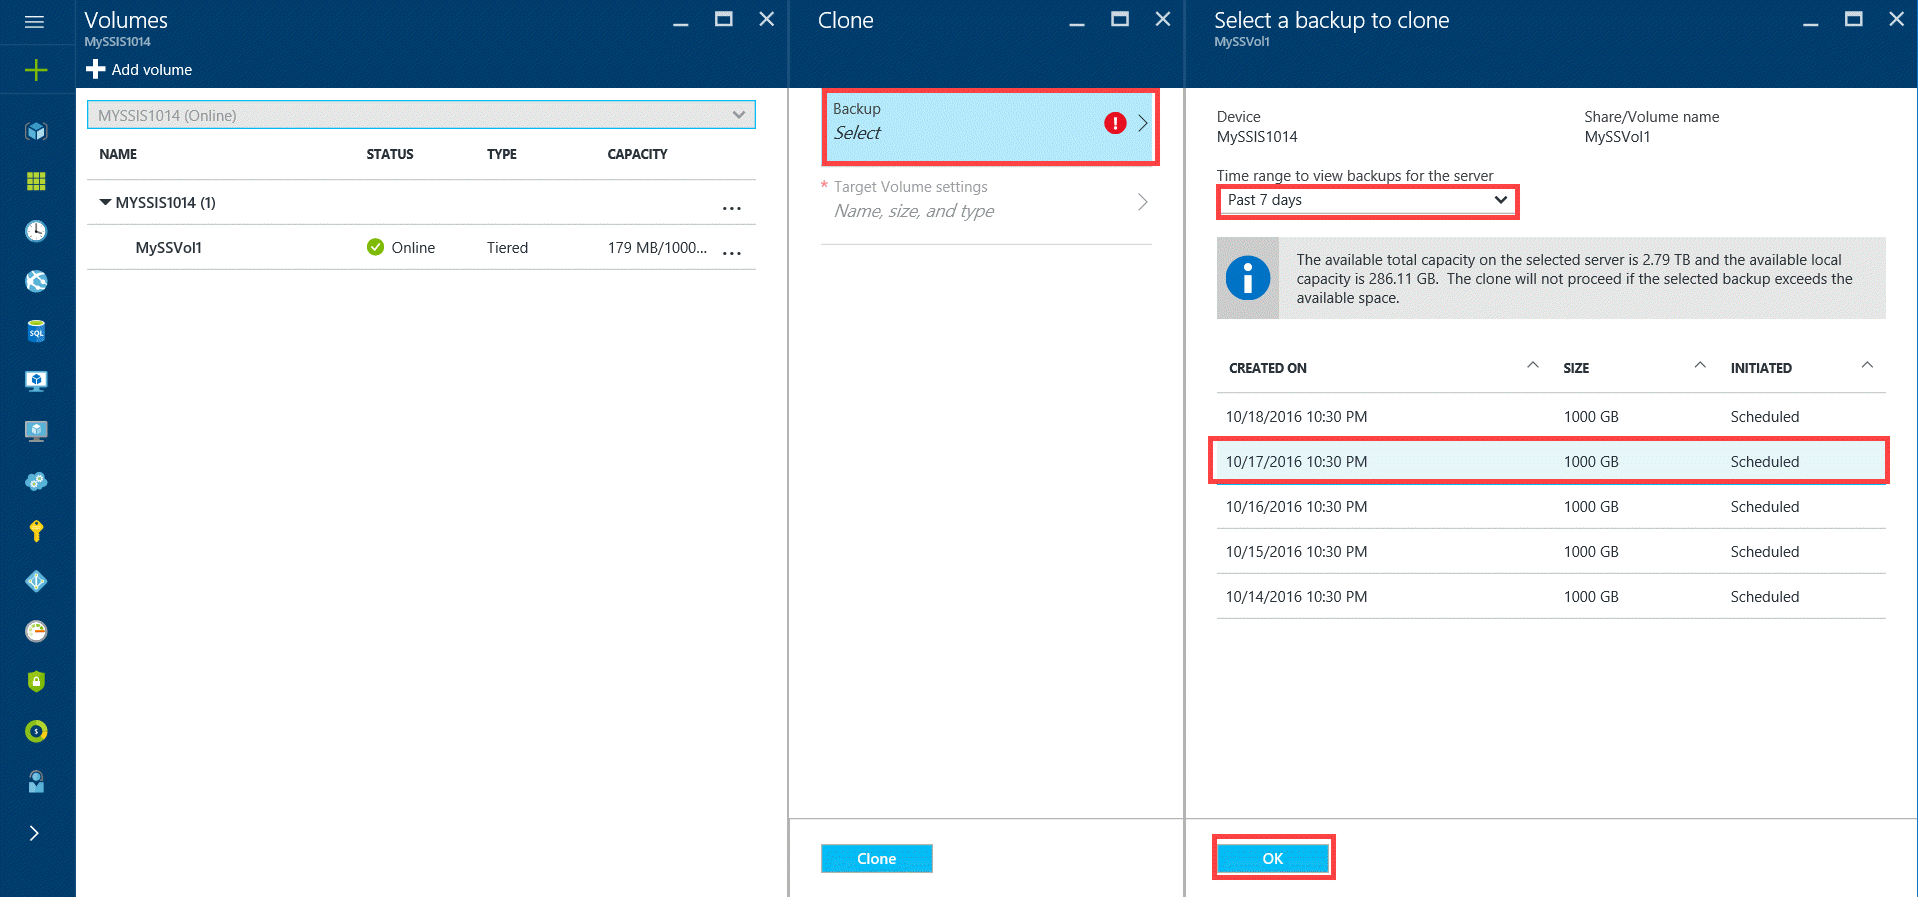 Volumes
MySSIS1014
Add volume
MYSSIS1014 (Online)
NAME STATUS TYPE CAPACITY
MYSSIS1014 (1) ...
MySSVol1 Online Tiered 179 MB/1000... ...
SQL
$
Clone
Backup
Select
!
* Target Volume settings
Name, size, and type
Clone
Select a backup to clone
MySSVol1
Device Share/Volume name
MySSIS1014 MySSVol1
Time range to view backups for the server
Past 7 days
The available total capacity on the selected server is 2.79 TB and the available local
capacity is 286.11 GB. The clone will not proceed if the selected backup exceeds the
available space.
CREATED ON SIZE INITIATED
10/18/2016 10:30 PM 1000 GB Scheduled
10/17/2016 10:30 PM 1000 GB Scheduled
10/16/2016 10:30 PM 1000 GB Scheduled
10/15/2016 10:30 PM 1000 GB Scheduled
10/14/2016 10:30 PM 1000 GB Scheduled
OK